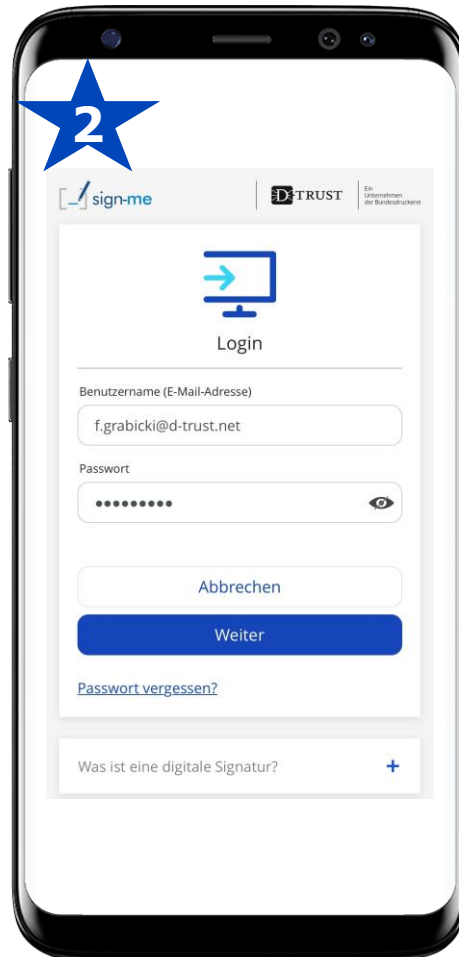 2
sign-me
D-TRUST
Ein
Unternehmen
der Bundesdruckerei
Login
Benutzername (E-Mail-Adresse)
f.grabicki@d-trust.net
Passwort
•••••••••
Abbrechen
Weiter
Passwort vergessen?
Was ist eine digitale Signatur?
+